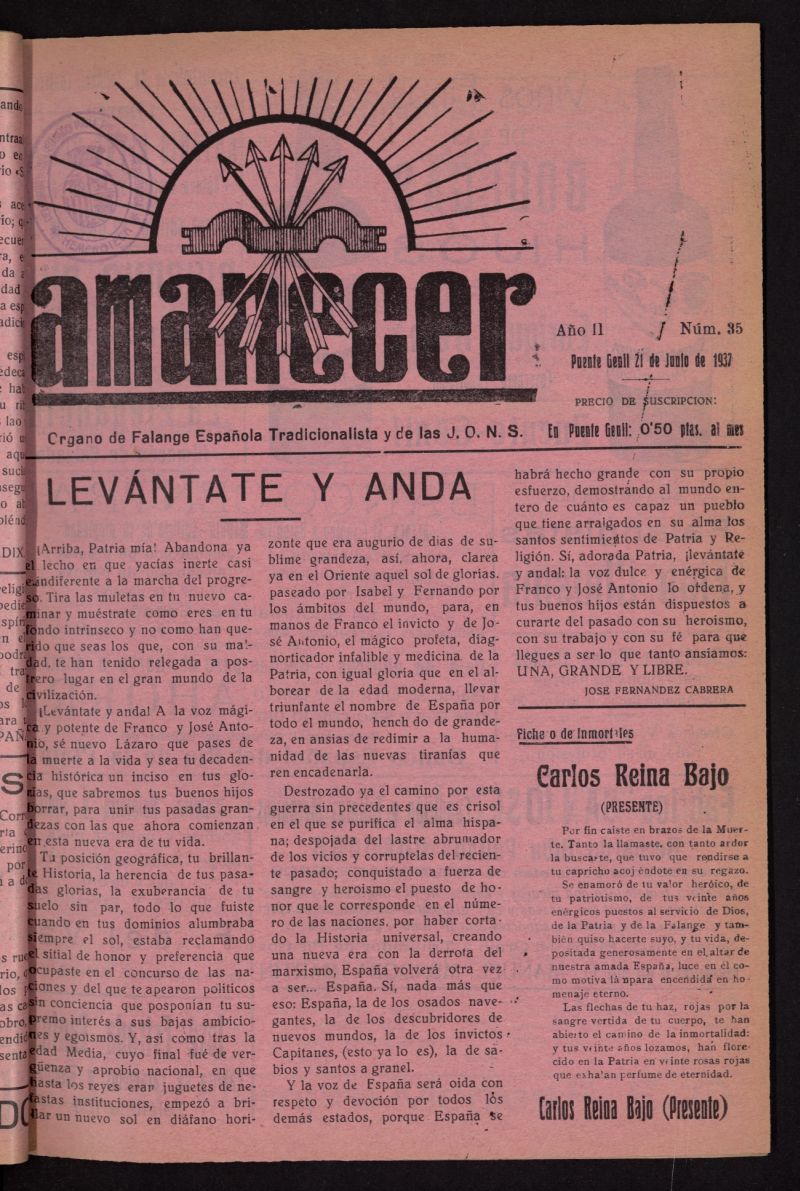 amanecer
Año II
Núm. 35
Puente Genil 21 de Junio de 1937
PRECIO DE SUSCRIPCION:
En Puente Genil: 0'50 ptas. al mes
Organo de Falange Española Tradicionalista y de las J. O. N. S.
LEVÁNTATE Y ANDA
¡Arriba, Patria mía! Abandona ya
el lecho en que yacías inerte casi
e indiferente a la marcha del progre-
so. Tira las muletas en tu nuevo ca-
minar y muéstrate como eres en tu
fondo intrínseco y no como han que-
rido que seas los que, con su mal-
dad, te han tenido relegada a pos-
trero lugar en el gran mundo de la
civilización.
¡Levántate y anda! A la voz mági-
ca y potente de Franco y José Anto-
nio, sé nuevo Lázaro que pases de
la muerte a la vida y sea tu decaden-
cia histórica un inciso en tus glo-
rias, que sabremos tus buenos hijos
borrar, para unir tus pasadas gran-
dezas con las que ahora comienzan
en esta nueva era de tu vida.
Tu posición geográfica, tu brillan-
te Historia, la herencia de tus pasa-
das glorias, la exuberancia de tu
suelo sin par, todo lo que fuiste
cuando en tus dominios alumbraba
siempre el sol, estaba reclamando
el sitial de honor y preferencia que
ocupaste en el concurso de las na-
ciones y del que te apearon políticos
sin conciencia que posponían tu su-
premo interés a sus bajas ambicio-
nes y egoismos. Y, así como tras la
edad Media, cuyo final fué de ver-
güenza y aprobio nacional, en que
hasta los reyes eran juguetes de ne-
fastas instituciones, empezó a bri-
llar un nuevo sol en diáfano hori-
zonte que era augurio de dias de su-
blime grandeza, así, ahora, clarea
ya en el Oriente aquel sol de glorias.
paseado por Isabel y Fernando por
los ámbitos del mundo, para, en
manos de Franco el invicto y de Jo-
sé Antonio, el mágico profeta, diag-
norticador infalible y medicina de la
Patria, con igual gloria que en el al-
borear de la edad moderna, llevar
triunfante el nombre de España por
todo el mundo, hench do de grande-
za, en ansias de redimir a la huma-
nidad de las nuevas tiranías que
ren encadenarla.
Destrozado ya el camino por esta
guerra sin precedentes que es crisol
en el que se purifica el alma hispa-
na; despojada del lastre abrumador
de los vicios y corruptelas del recien-
te pasado; conquistado a fuerza de
sangre y heroismo el puesto de ho-
nor que le corresponde en el núme-
ro de las naciones, por haber corta-
do la Historia universal, creando
una nueva era con la derrota del
marxismo, España volverá otra vez
a ser... España. Sí, nada más que
eso: España, la de los osados nave-
gantes, la de los descubridores de
nuevos mundos, la de los invictos
Capitanes, (esto ya lo es), la de sa-
bios y santos a granel.
Y la voz de España será oida con
respeto y devoción por todos los
demás estados, porque España se
habrá hecho grande con su propio
esfuerzo, demostrando al mundo en-
tero de cuánto es capaz un pueblo
que tiene arraigados en su alma los
santos sentimientos de Patria y Re-
ligión. Sí, adorada Patria, ¡levántate
y anda!: la voz dulce y enérgica de
Franco y José Antonio lo ordena, y
tus buenos hijos están dispuestos a
curarte del pasado con su heroismo,
con su trabajo y con su fé para que
llegues a ser lo que tanto ansiamos:
UNA, GRANDE Y LIBRE.
JOSE FERNANDEZ CABRERA
Fiche o de Inmortales
Carlos Reina Bajo
(PRESENTE)
Por fin caiste en brazos de la Muer-
te. Tanto la llamaste, con tanto ardor
la buscaste, que tuvo que rendirse a
tu capricho acojiéndote en su regazo.
Se enamoró de tu valor heróico, de
tu patriotismo, de tus veinte años
enérgicos puestos al servicio de Dios,
de la Patria y de la Falange y tam-
bién quiso hacerte suyo, y tu vida, de-
positada generosamente en el altar de
nuestra amada España, luce en él co-
mo motiva lámpara encendida en ho-
menaje eterno.
Las flechas de tu haz, rojas por la
sangre vertida de tu cuerpo, te han
abierto el camino de la inmortalidad:
y tus veinte años lozamos, han flore-
cido en la Patria en veinte rosas rojas
que exhalan perfume de eternidad.
Carlos Reina Bajo (Presente)